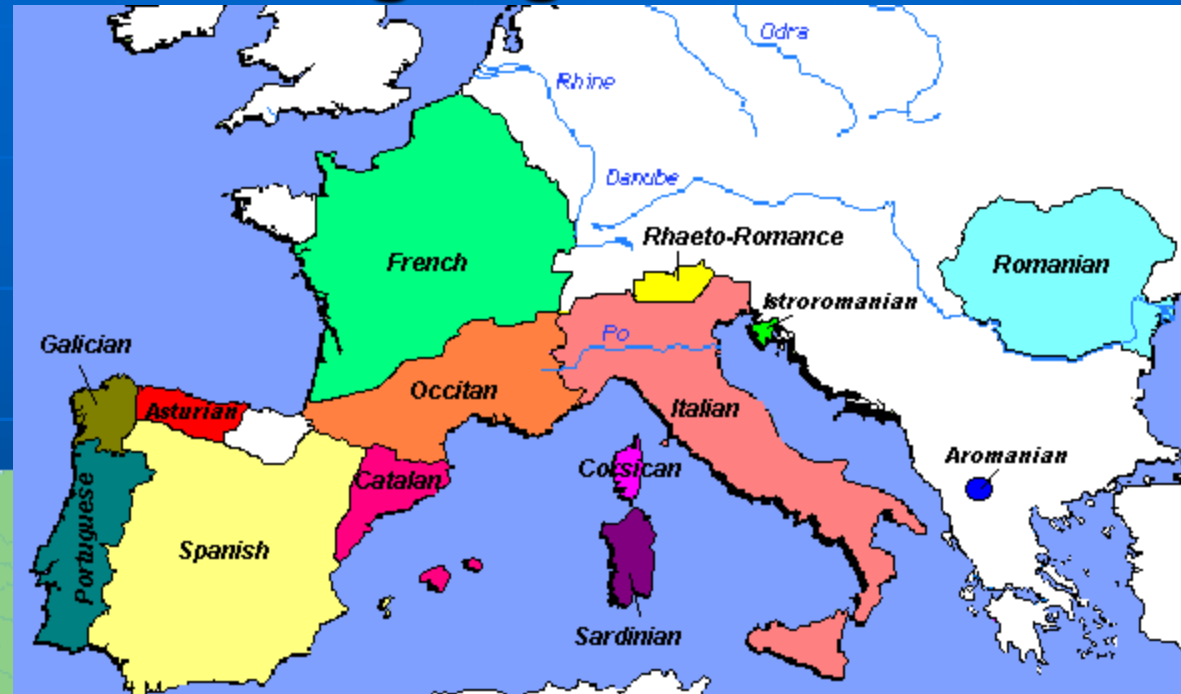 Odra
Rhine
Danube
Rhaeto-Romance
French
Romanian
Istroromanian
Po
Galician
Occitan
Asturian
Italian
Aromanian
Corsican
Catalan
Portuguese
Spanish
Sardinian